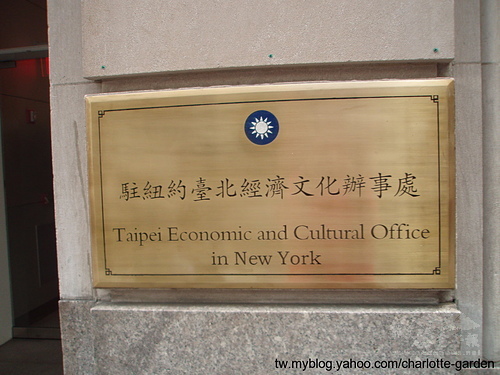 駐紐約臺北經濟文化辦事處
Taipei Economic and Cultural Office
in New York
tw.myblog.yahoo.com/charlotte-garden